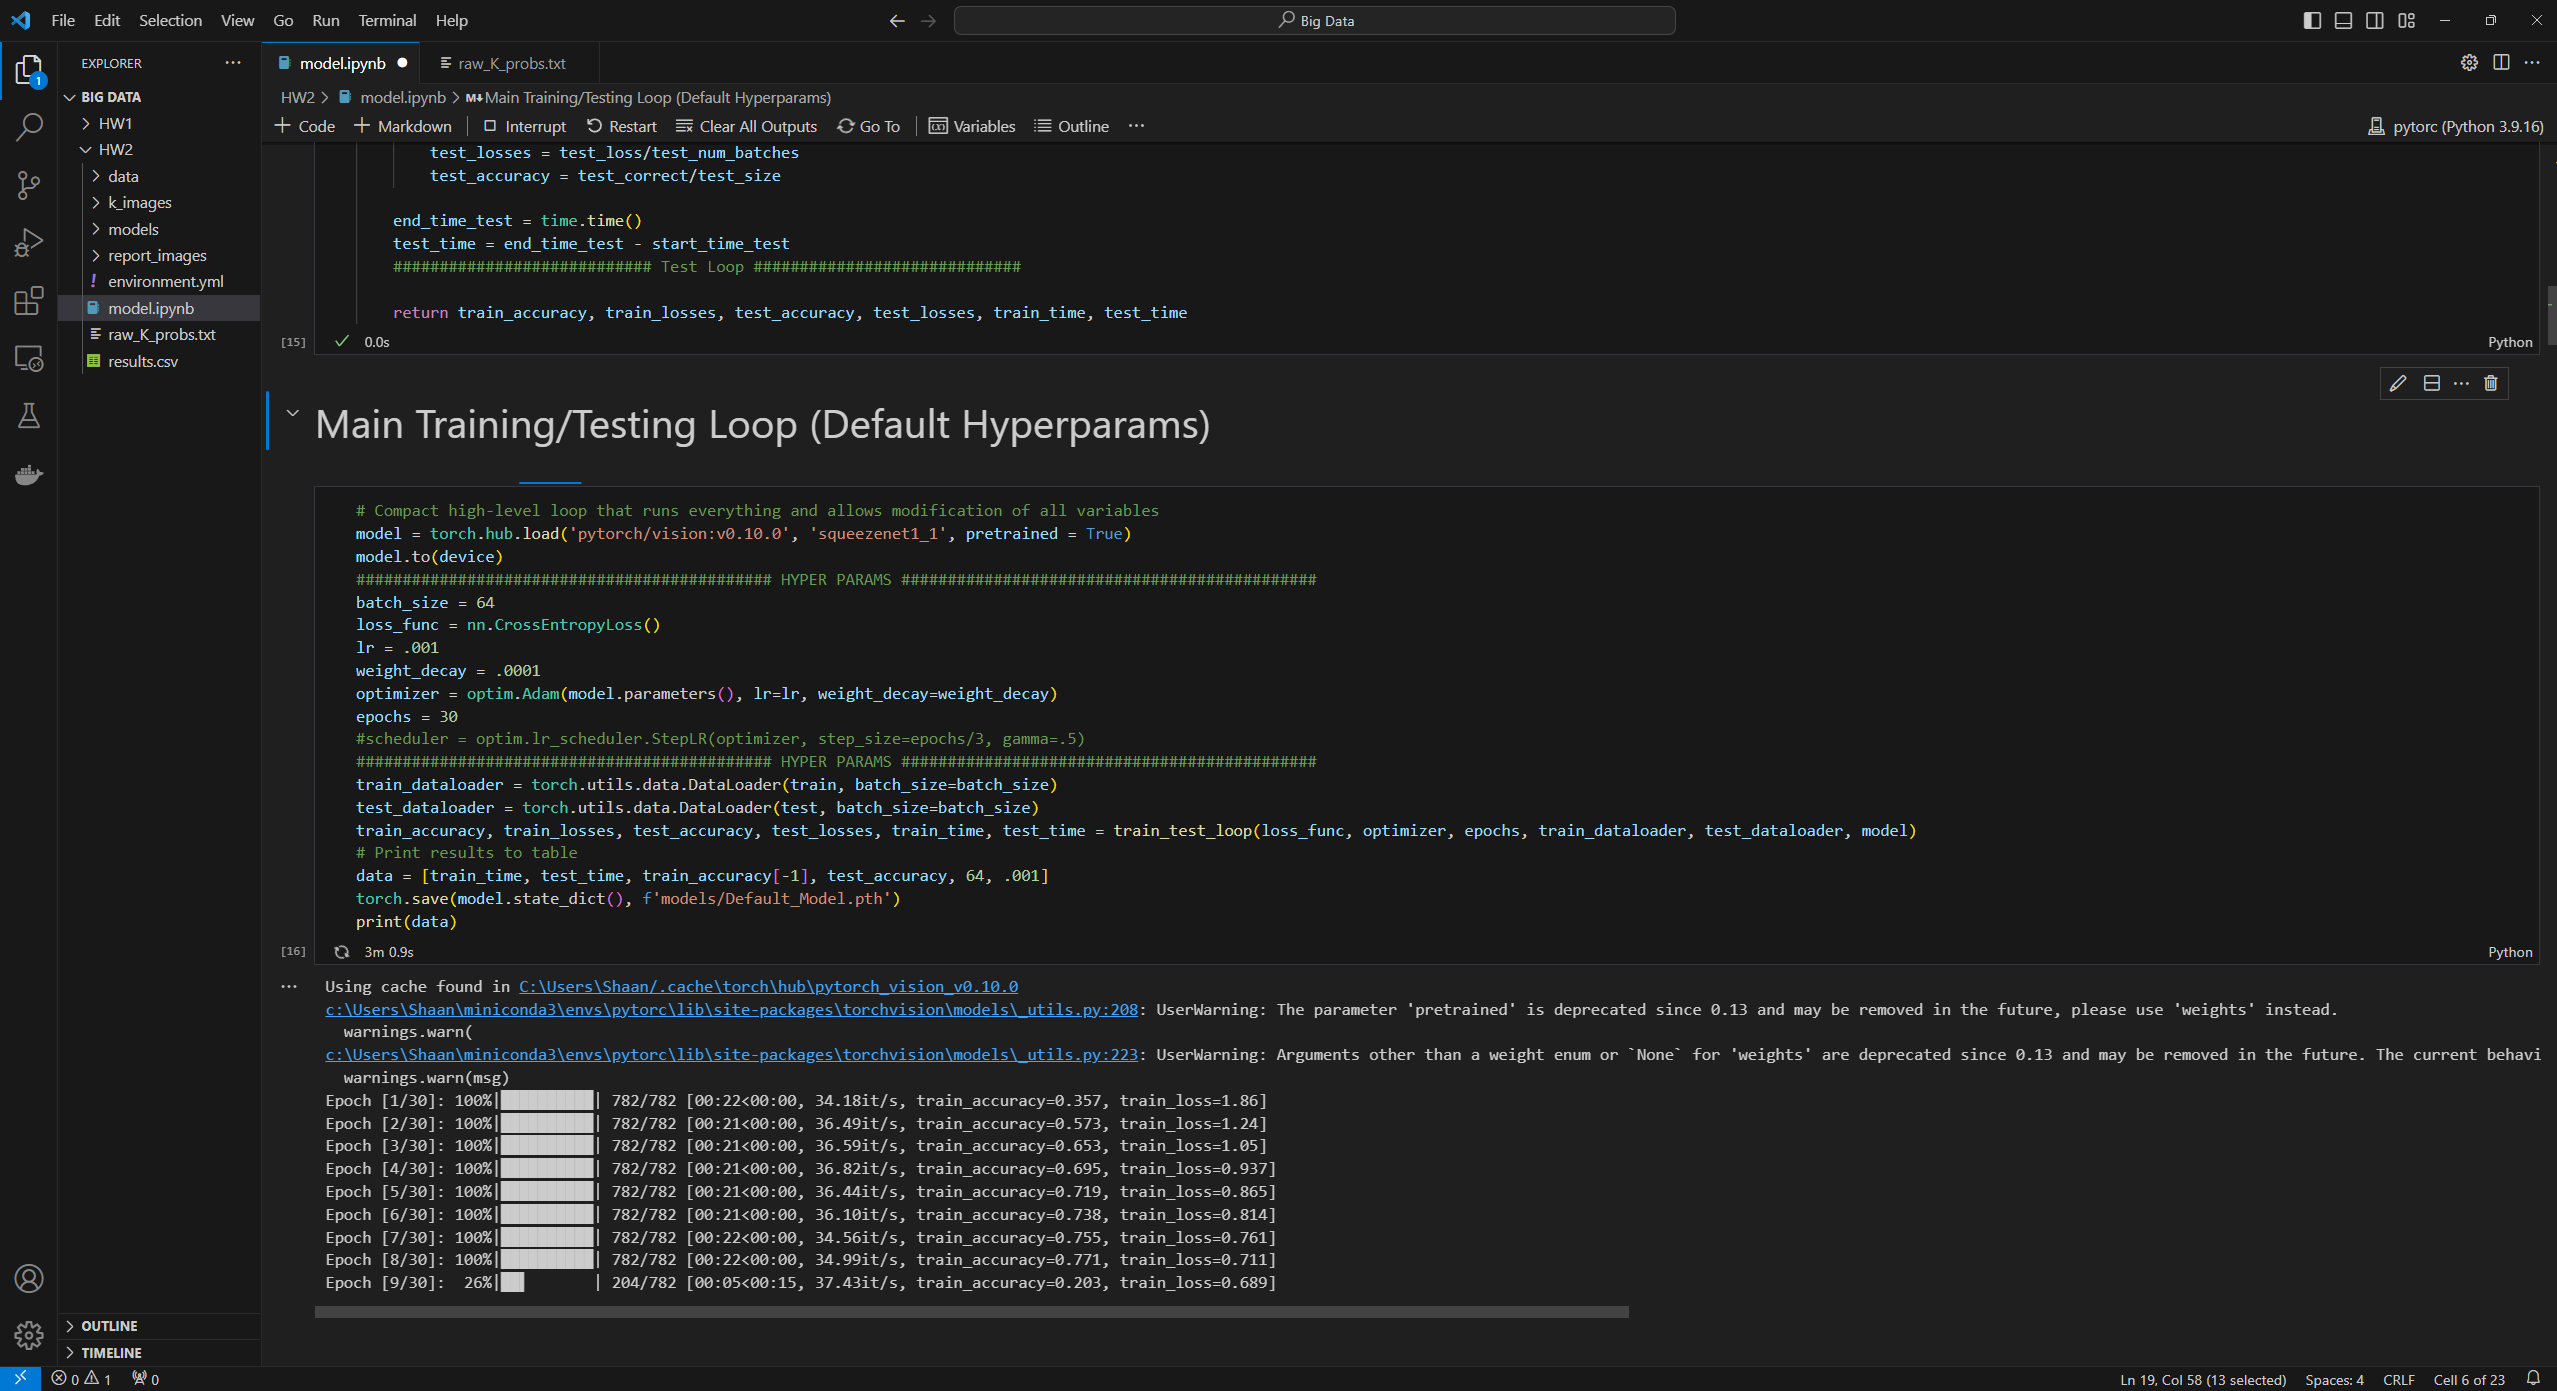 File Edit Selection View Go Run Terminal Help
Big Data
EXPLORER
BIG DATA
HW1
HW2
data
k_images
models
report_images
! environment.yml
model.ipynb
raw_K_probs.txt
results.csv
OUTLINE
TIMELINE
model.ipynb
raw_K_probs.txt
HW2 > model.ipynb > M↓Main Training/Testing Loop (Default Hyperparams)
+ Code + Markdown | Interrupt Restart Clear All Outputs Go To | Variables Outline ...
pytorc (Python 3.9.16)
test_losses = test_loss/test_num_batches
test_accuracy = test_correct/test_size
end_time_test = time.time()
test_time = end_time_test - start_time_test
############################ Test Loop #############################
return train_accuracy, train_losses, test_accuracy, test_losses, train_time, test_time
[15] 0.0s Python
Main Training/Testing Loop (Default Hyperparams)
# Compact high-level loop that runs everything and allows modification of all variables
model = torch.hub.load('pytorch/vision:v0.10.0', 'squeezenet1_1', pretrained = True)
model.to(device)
############################################# HYPER PARAMS #############################################
batch_size = 64
loss_func = nn.CrossEntropyLoss()
lr = .001
weight_decay = .0001
optimizer = optim.Adam(model.parameters(), lr=lr, weight_decay=weight_decay)
epochs = 30
#scheduler = optim.lr_scheduler.StepLR(optimizer, step_size=epochs/3, gamma=.5)
############################################# HYPER PARAMS #############################################
train_dataloader = torch.utils.data.DataLoader(train, batch_size=batch_size)
test_dataloader = torch.utils.data.DataLoader(test, batch_size=batch_size)
train_accuracy, train_losses, test_accuracy, test_losses, train_time, test_time = train_test_loop(loss_func, optimizer, epochs, train_dataloader, test_dataloader, model)
# Print results to table
data = [train_time, test_time, train_accuracy[-1], test_accuracy, 64, .001]
torch.save(model.state_dict(), f'models/Default_Model.pth')
print(data)
[16] 3m 0.9s Python
Using cache found in C:\Users\Shaan/.cache\torch\hub\pytorch_vision_v0.10.0
c:\Users\Shaan\miniconda3\envs\pytorc\lib\site-packages\torchvision\models\_utils.py:208: UserWarning: The parameter 'pretrained' is deprecated since 0.13 and may be removed in the future, please use 'weights' instead.
warnings.warn(
c:\Users\Shaan\miniconda3\envs\pytorc\lib\site-packages\torchvision\models\_utils.py:223: UserWarning: Arguments other than a weight enum or `None` for 'weights' are deprecated since 0.13 and may be removed in the future. The current behavi
warnings.warn(msg)
Epoch [1/30]: 100%|██████████| 782/782 [00:22<00:00, 34.18it/s, train_accuracy=0.357, train_loss=1.86]
Epoch [2/30]: 100%|██████████| 782/782 [00:21<00:00, 36.49it/s, train_accuracy=0.573, train_loss=1.24]
Epoch [3/30]: 100%|██████████| 782/782 [00:21<00:00, 36.59it/s, train_accuracy=0.653, train_loss=1.05]
Epoch [4/30]: 100%|██████████| 782/782 [00:21<00:00, 36.82it/s, train_accuracy=0.695, train_loss=0.937]
Epoch [5/30]: 100%|██████████| 782/782 [00:21<00:00, 36.44it/s, train_accuracy=0.719, train_loss=0.865]
Epoch [6/30]: 100%|██████████| 782/782 [00:21<00:00, 36.10it/s, train_accuracy=0.738, train_loss=0.814]
Epoch [7/30]: 100%|██████████| 782/782 [00:22<00:00, 34.56it/s, train_accuracy=0.755, train_loss=0.761]
Epoch [8/30]: 100%|██████████| 782/782 [00:22<00:00, 34.99it/s, train_accuracy=0.771, train_loss=0.711]
Epoch [9/30]:  26%|██▌       | 204/782 [00:05<00:15, 37.43it/s, train_accuracy=0.203, train_loss=0.689]
0 1 0
Ln 19, Col 58 (13 selected) Spaces: 4 CRLF Cell 6 of 23